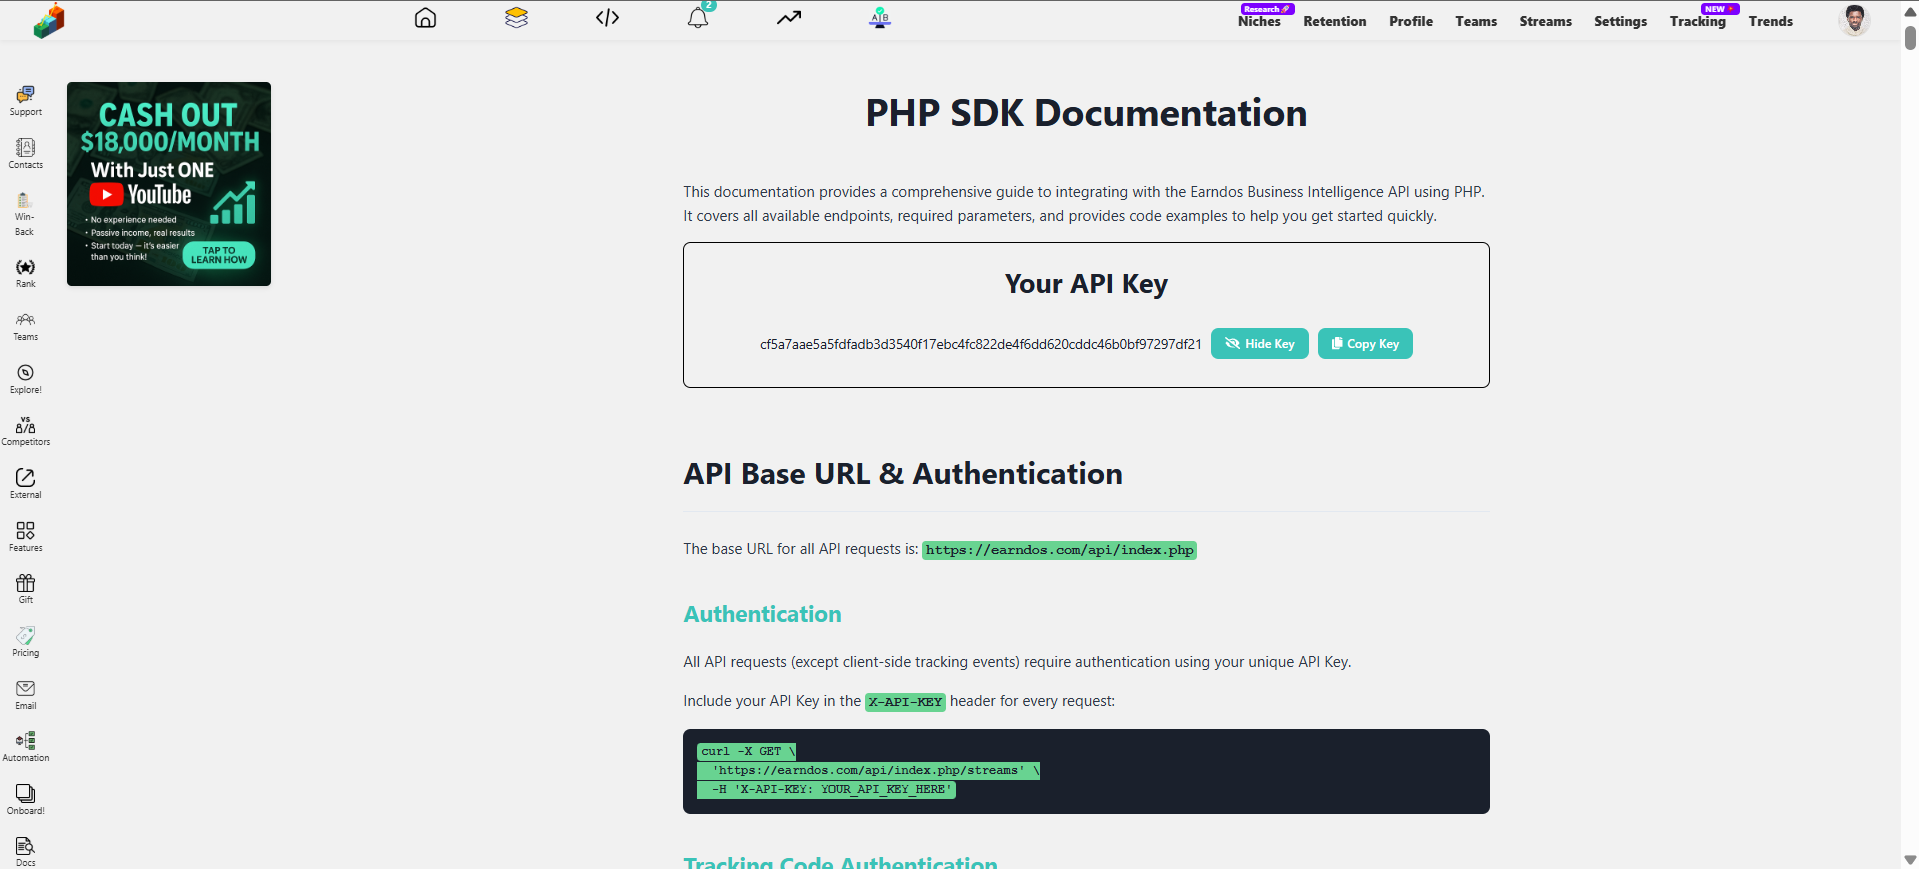 2
Research
Niches
Retention
Profile
Teams
Streams
Settings
NEW
Tracking
Trends
A|B
Support
Contacts
Win-
Back
Rank
Teams
Explore!
VS
Competitors
External
Features
Gift
Pricing
Email
Automation
Onboard!
Docs
CASH OUT
$18,000/MONTH
With Just ONE
YouTube
• No experience needed
• Passive income, real results
• Start today — it's easier
than you think!
TAP TO
LEARN HOW
PHP SDK Documentation
This documentation provides a comprehensive guide to integrating with the Earndos Business Intelligence API using PHP.
It covers all available endpoints, required parameters, and provides code examples to help you get started quickly.
Your API Key
cf5a7aae5a5fdfadb3d3540f17ebc4fc822de4f6dd620cddc46b0bf97297df21
Hide Key
Copy Key
API Base URL & Authentication
The base URL for all API requests is: https://earndos.com/api/index.php
Authentication
All API requests (except client-side tracking events) require authentication using your unique API Key.
Include your API Key in the X-API-KEY header for every request:
curl -X GET \
'https://earndos.com/api/index.php/streams' \
-H 'X-API-KEY: YOUR_API_KEY_HERE'
Tracking Code Authentication